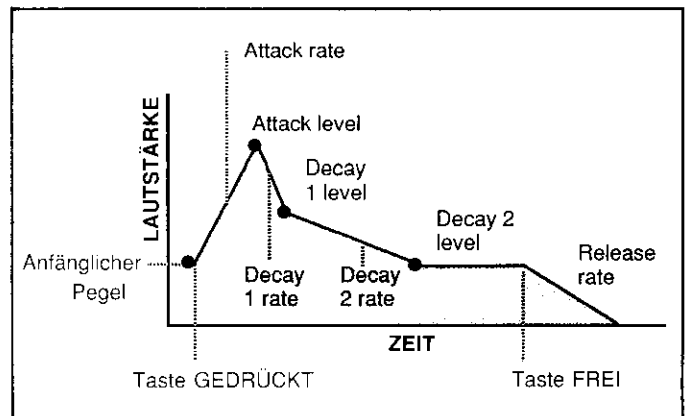 Attack rate
LAUTSTÄRKE
Attack level
Decay
1 level
Decay 2
level
Anfänglicher
Pegel
Decay
1 rate
Decay
2 rate
Release
rate
ZEIT
Taste GEDRÜCKT
Taste FREI